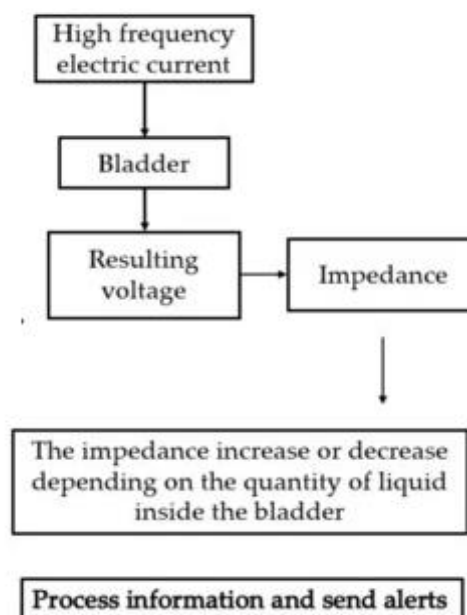 High frequency
electric current
Bladder
Resulting
voltage
Impedance
The impedance increase or decrease
depending on the quantity of liquid
inside the bladder
Process information and send alerts